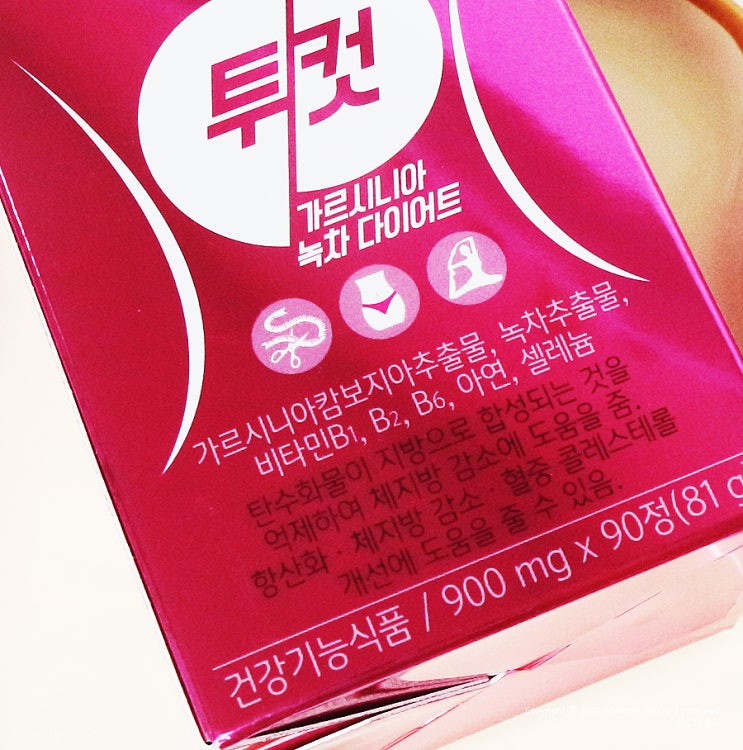 투컷
가르시니아
녹차 다이어트
가르시니아캄보지아추출물, 녹차추출물,
비타민B1, B2, B6, 아연, 셀레늄
탄수화물이 지방으로 합성되는 것을
억제하여 체지방 감소에 도움을 줌.
항산화 · 체지방 감소 · 혈중 콜레스테롤
개선에 도움을 줄 수 있음.
건강기능식품 / 900 mg x 90정(81 g